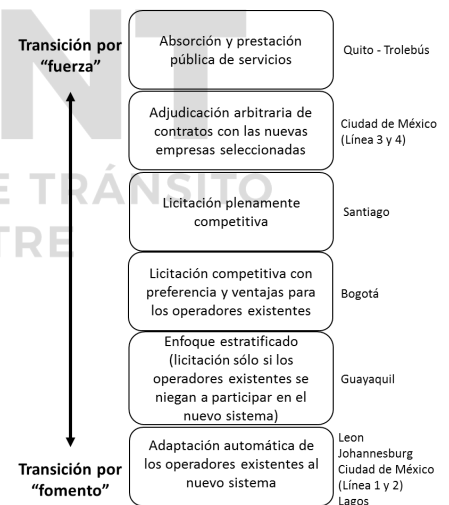 Transición por
“fuerza”
Absorción y prestación
pública de servicios
Quito - Trolebús
Adjudicación arbitraria de
contratos con las nuevas
empresas seleccionadas
Ciudad de México
(Línea 3 y 4)
NT
E TRÁNSITO
TRE
Licitación plenamente
competitiva
Santiago
Licitación competitiva con
preferencia y ventajas para
los operadores existentes
Bogotá
Enfoque estratificado
(licitación sólo si los
operadores existentes se
niegan a participar en el
nuevo sistema)
Guayaquil
Transición por
“fomento”
Adaptación automática de
los operadores existentes al
nuevo sistema
Leon
Johannesburg
Ciudad de México
(Línea 1 y 2)
Lagos